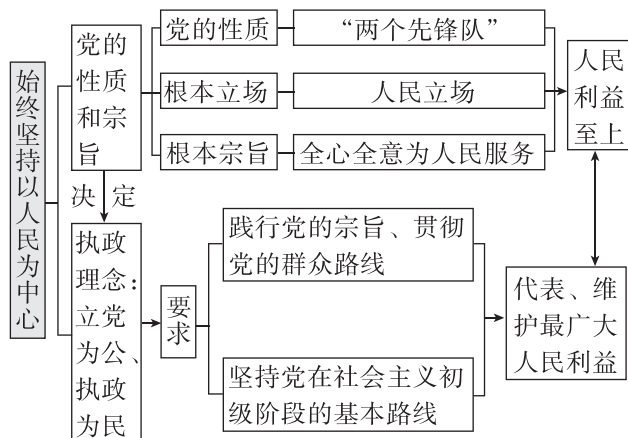 始终坚持以人民为中心
党的
性质
和宗
旨
党的性质
“两个先锋队”
根本立场
人民立场
根本宗旨
全心全意为人民服务
人民
利益
至上
决定
执政
理念：
立党
为公、
执政
为民
要求
践行党的宗旨、贯彻
党的群众路线
坚持党在社会主义初
级阶段的基本路线
代表、维
护最广大
人民利益